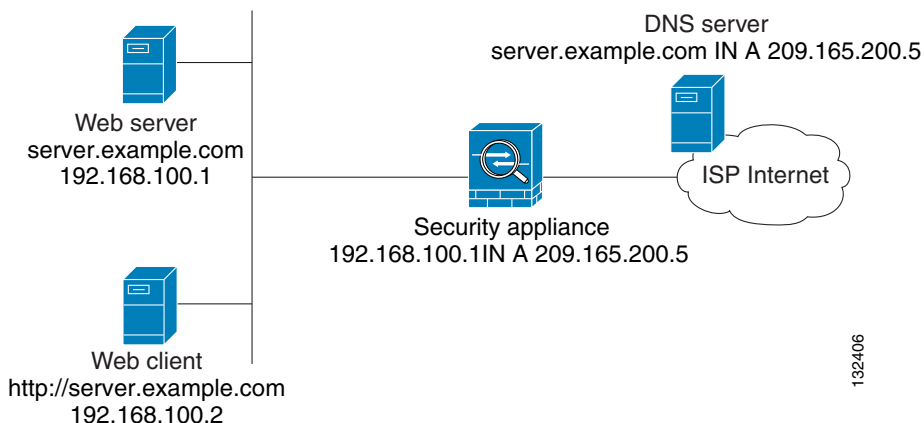 DNS server
server.example.com IN A 209.165.200.5
Web server
server.example.com
192.168.100.1
ISP Internet
Security appliance
192.168.100.1IN A 209.165.200.5
Web client
http://server.example.com
192.168.100.2
132406